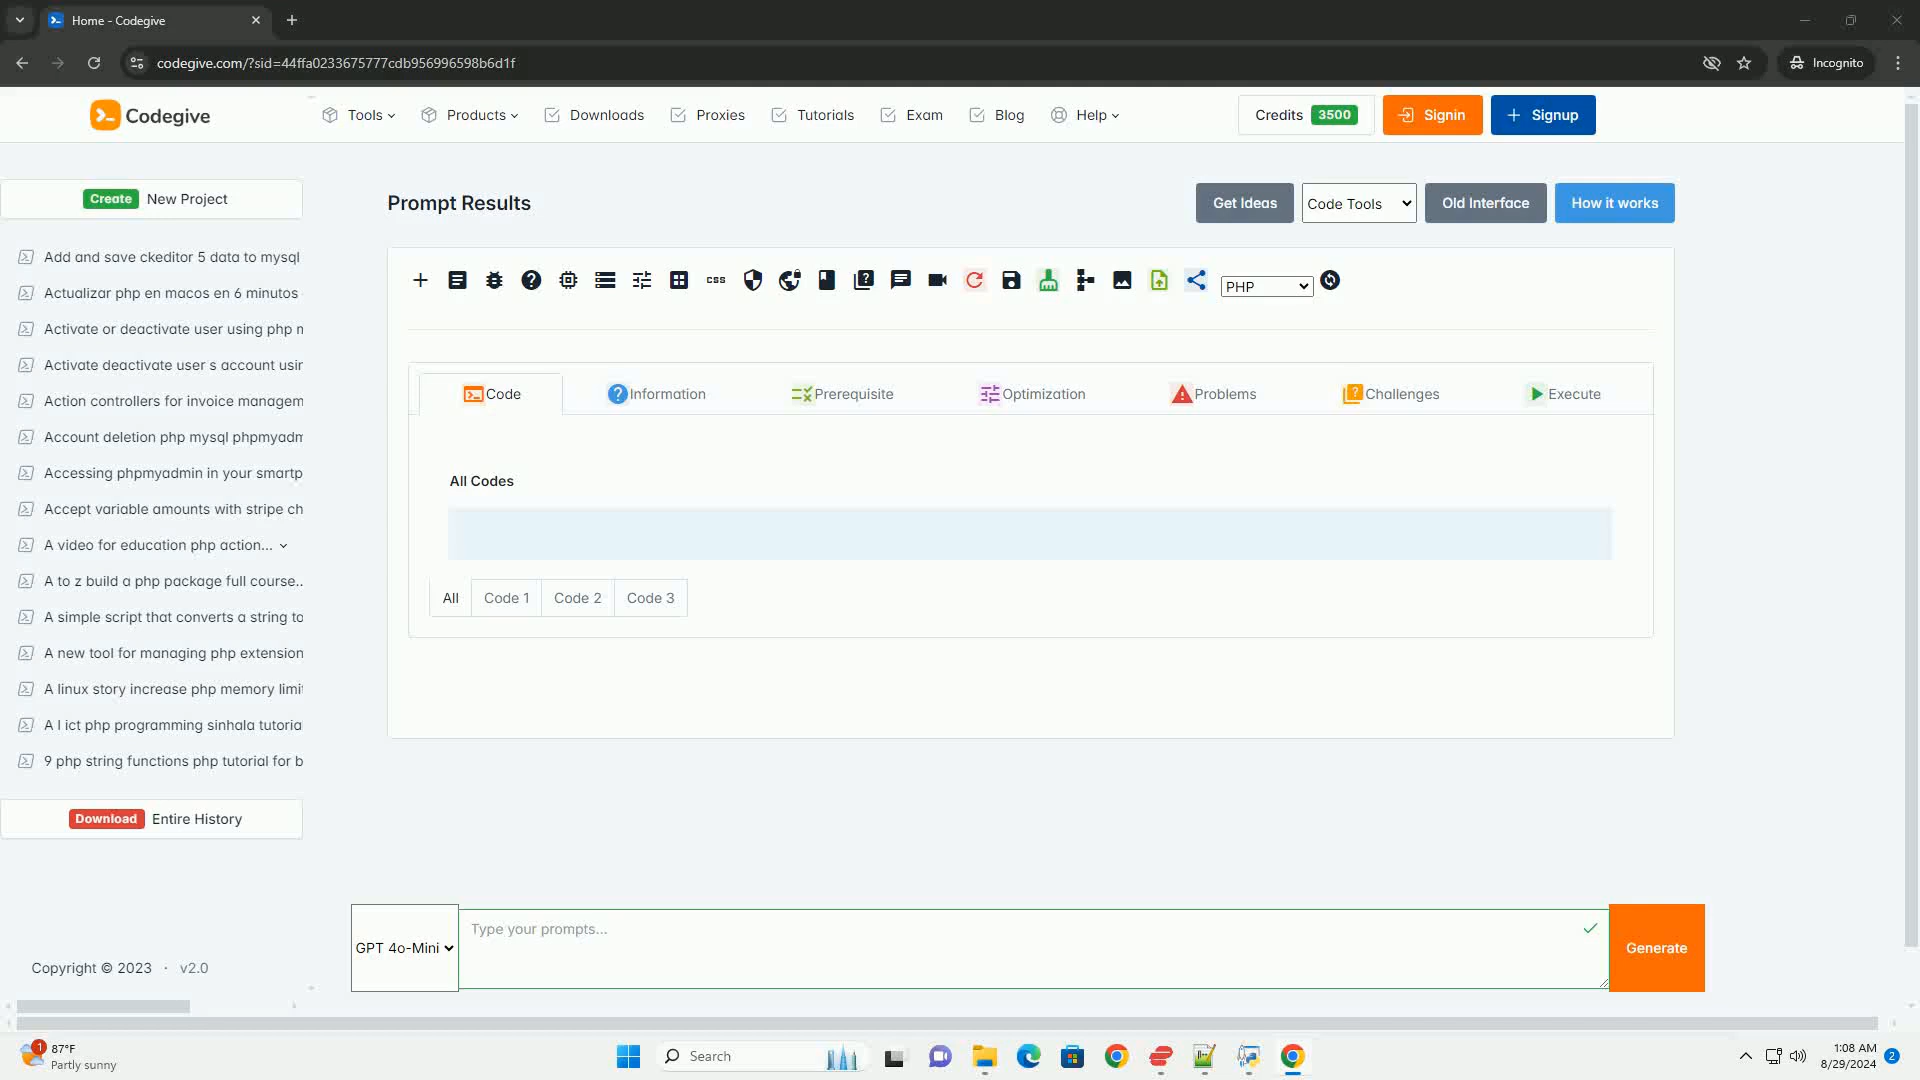 Home - Codegive
codegive.com/?sid=44ffa0233675777cdb956996598b6d1f
Incognito
Codegive
Tools
Products
Downloads
Proxies
Tutorials
Exam
Blog
Help
Credits 3500
Signin
Signup
Create New Project
Prompt Results
Get Ideas
Code Tools
Old Interface
How it works
Add and save ckeditor 5 data to mysql
Actualizar php en macos en 6 minutos
Activate or deactivate user using php m
Activate deactivate user s account usir
Action controllers for invoice managem
Account deletion php mysql phpmyadm
Accessing phpmyadmin in your smartp
Accept variable amounts with stripe ch
A video for education php action...
A to z build a php package full course..
A simple script that converts a string to
A new tool for managing php extension
A linux story increase php memory limi
A l ict php programming sinhala tutoria
9 php string functions php tutorial for b
Download Entire History
css
PHP
Code
Information
Prerequisite
Optimization
Problems
Challenges
Execute
All Codes
All
Code 1
Code 2
Code 3
GPT 4o-Mini
Type your prompts...
Generate
Copyright © 2023 · v2.0
1
87°F
Partly sunny
Search
1:08 AM
8/29/2024
2